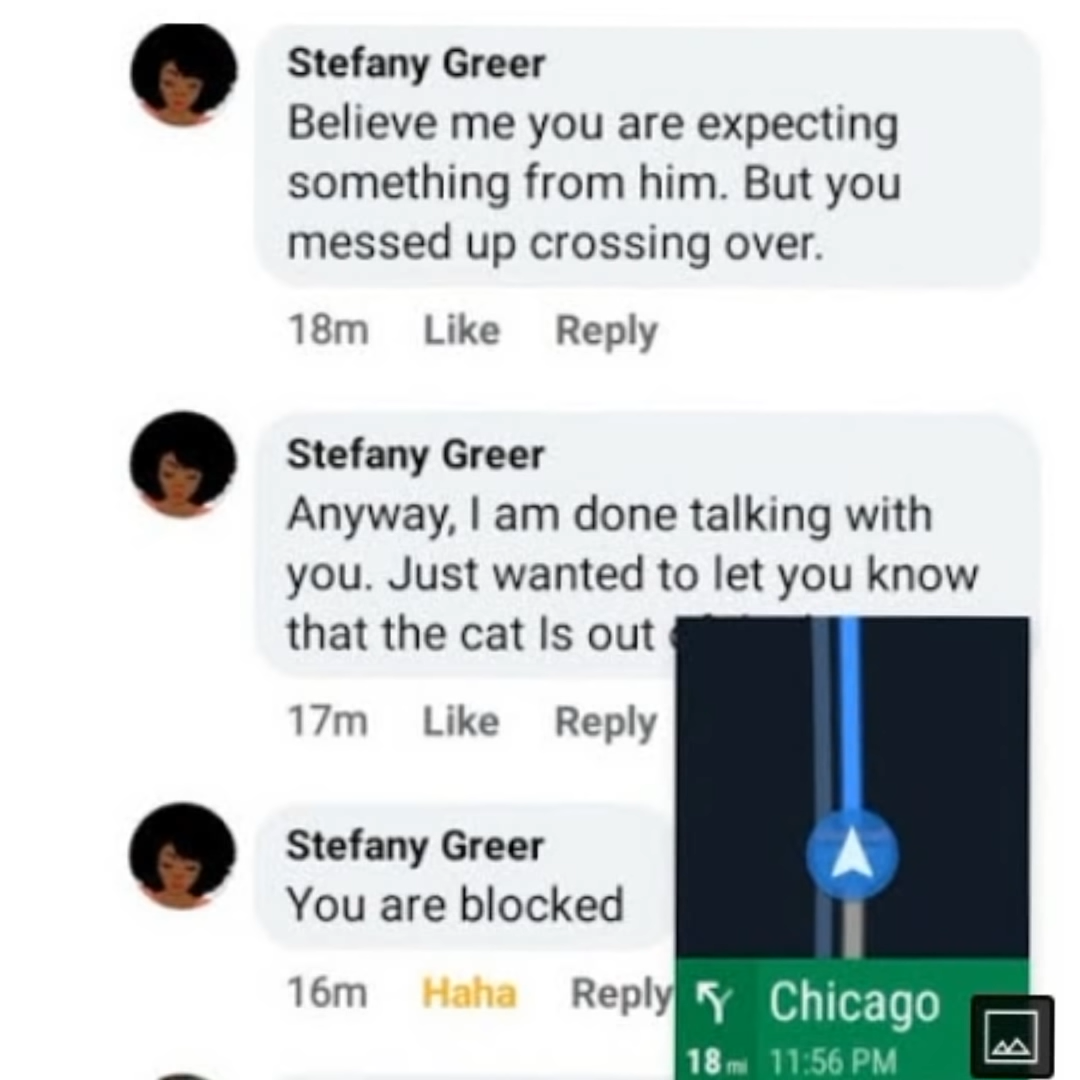 Stefany Greer
Believe me you are expecting
something from him. But you
messed up crossing over.
18m Like Reply
Stefany Greer
Anyway, I am done talking with
you. Just wanted to let you know
that the cat Is out
17m Like Reply
Stefany Greer
You are blocked
16m Haha Reply
Chicago
18 mi 11:56 PM